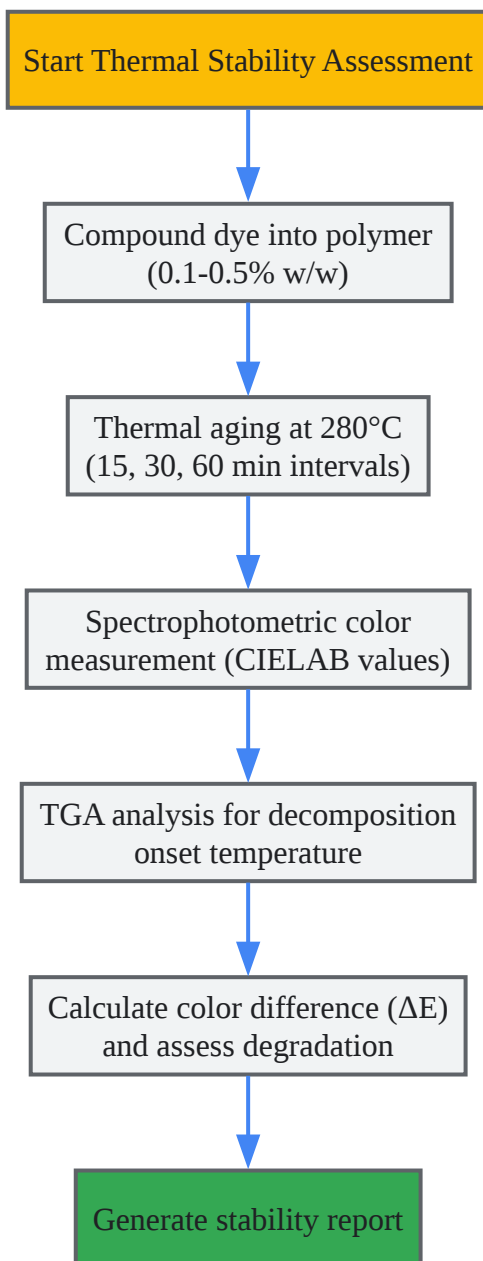 Start Thermal Stability Assessment
Compound dye into polymer
(0.1-0.5% w/w)
Thermal aging at 280°C
(15, 30, 60 min intervals)
Spectrophotometric color
measurement (CIELAB values)
TGA analysis for decomposition
onset temperature
Calculate color difference (ΔE)
and assess degradation
Generate stability report